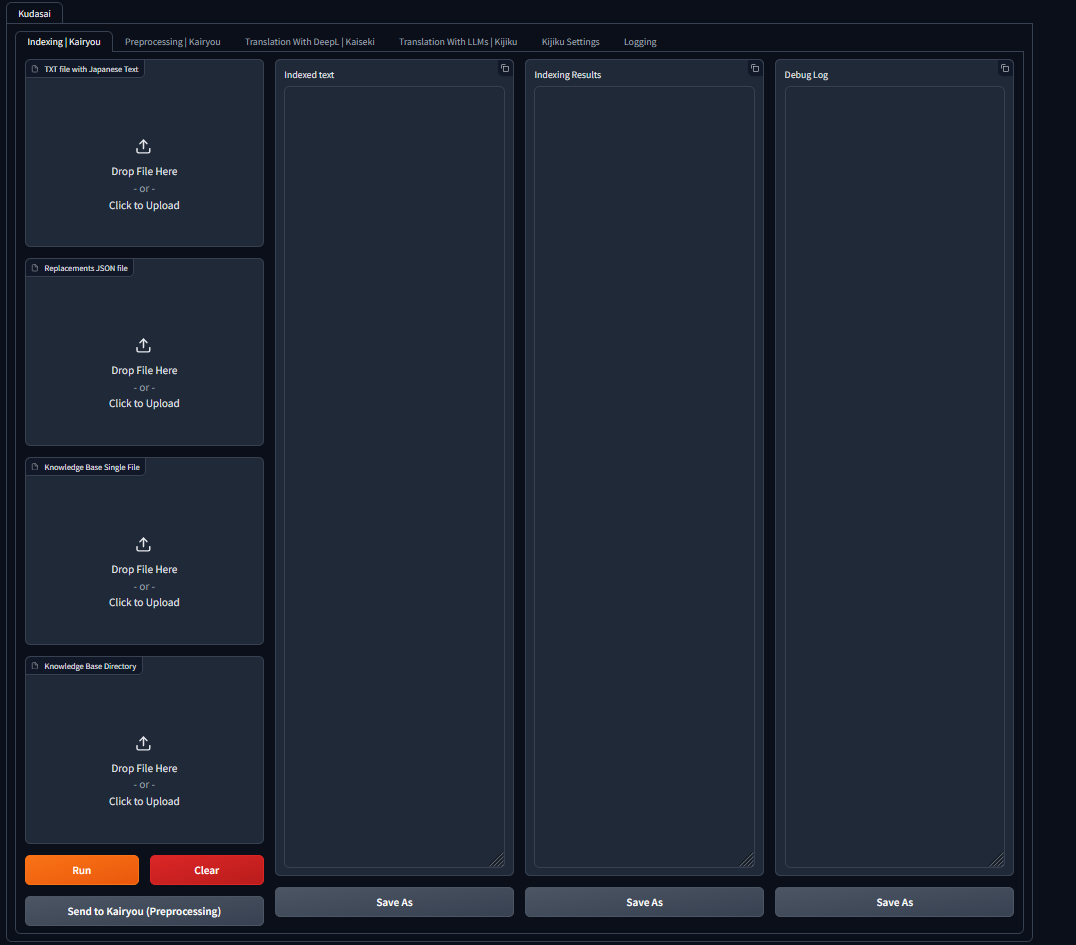 Kudasai
Indexing | Kairyou
Preprocessing | Kairyou
Translation With DeepL | Kaiseki
Translation With LLMs | Kijiku
Kijiku Settings
Logging
TXT file with Japanese Text
Drop File Here
- or -
Click to Upload
Replacements JSON file
Drop File Here
- or -
Click to Upload
Knowledge Base Single File
Drop File Here
- or -
Click to Upload
Knowledge Base Directory
Drop File Here
- or -
Click to Upload
Run
Clear
Send to Kairyou (Preprocessing)
Indexed text
Save As
Indexing Results
Save As
Debug Log
Save As